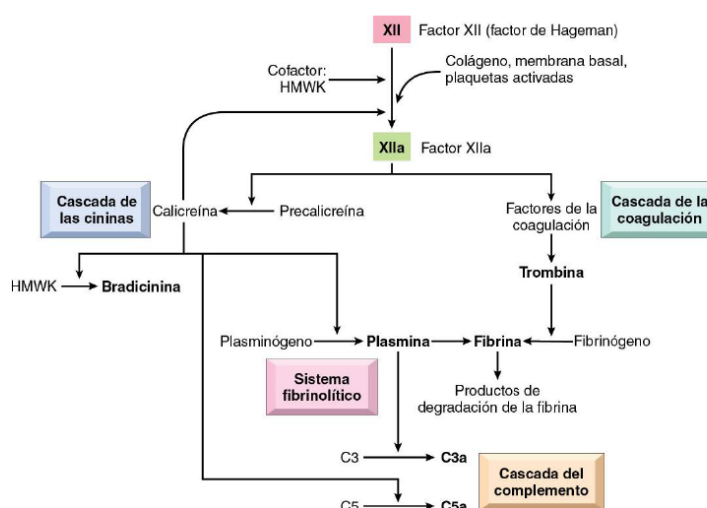 XII
Factor XII (factor de Hageman)
Cofactor:
HMWK
Colágeno, membrana basal,
plaquetas activadas
XIIa
Factor XIIa
Cascada de
las cininas
Calicreína
Precalicreína
Factores de la
coagulación
Cascada de la
coagulación
HMWK
Bradicinina
Trombina
Plasminógeno
Plasmina
Fibrina
Fibrinógeno
Sistema
fibrinolítico
Productos de
degradación de la fibrina
C3
C3a
Cascada del
complemento
C5
C5a